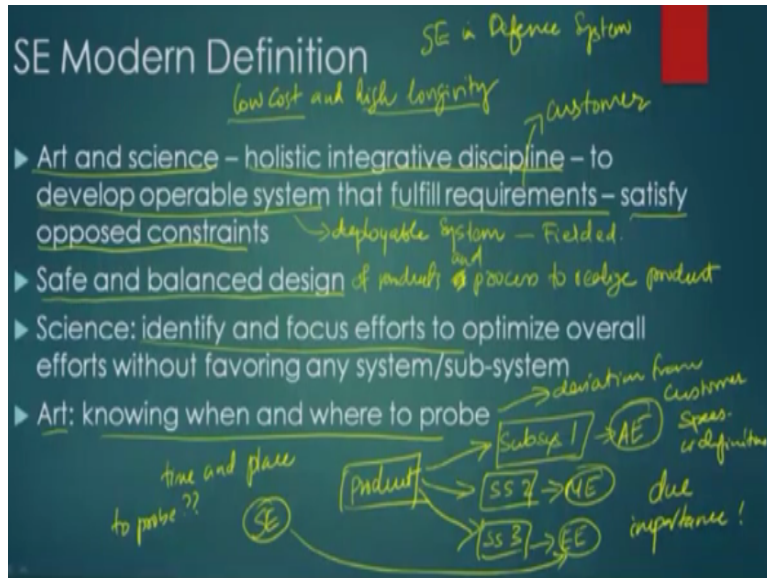 SE in Defence System
SE Modern Definition
low cost and high longivity
customer
Art and science – holistic integrative discipline – to
develop operable system that fulfill requirements – satisfy
opposed constraints → deployable System — Fielded.
and
Safe and balanced design of products process to realize product
Science: identify and focus efforts to optimize overall
efforts without favoring any system/sub-system
deviation from
Art: knowing when and where to probe
customer
Specs
Subsys 1 → AE
time and place
Product
SS 2 → ME
due
to probe??
SE
importance!
SS 3 → EE